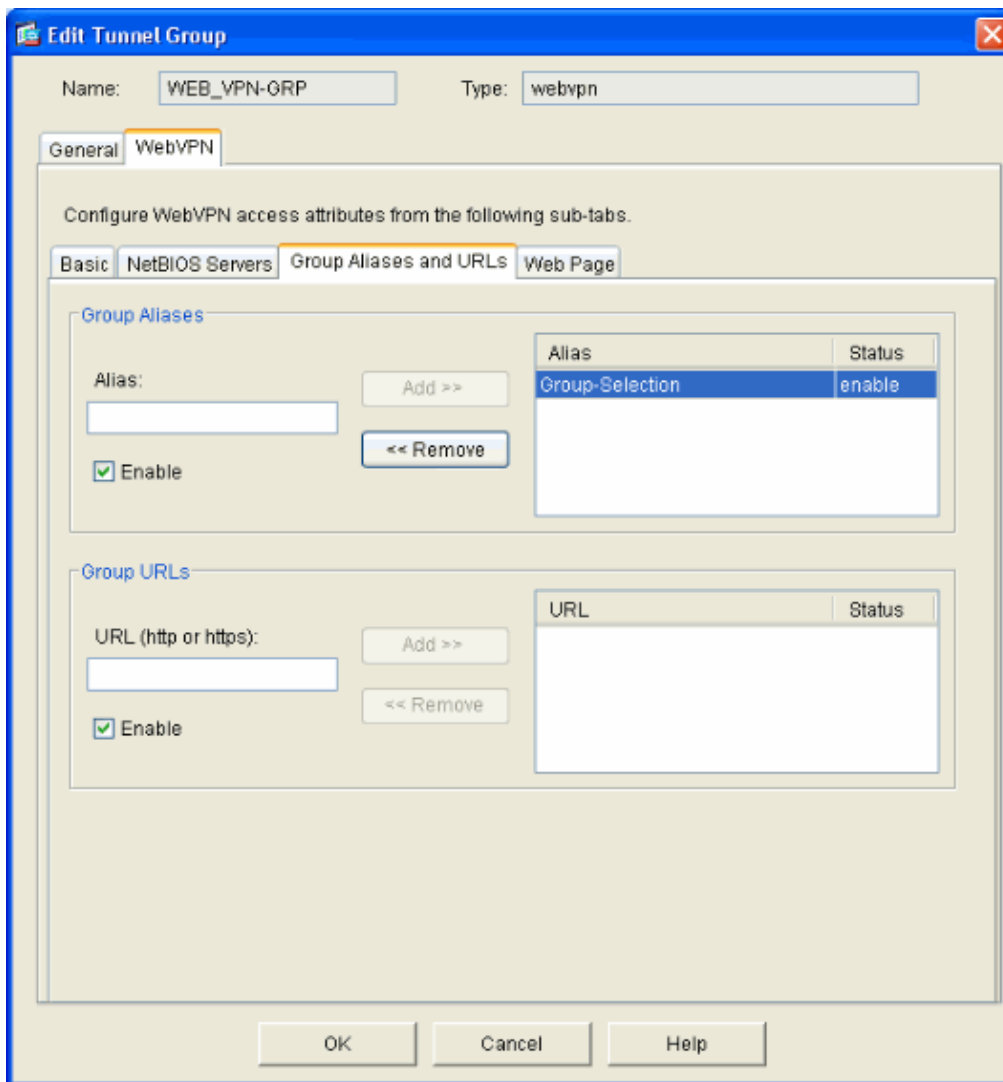 Edit Tunnel Group
Name: WEB_VPN-GRP Type: webvpn
General WebVPN
Configure WebVPN access attributes from the following sub-tabs.
Basic NetBIOS Servers Group Aliases and URLs Web Page
Group Aliases
Alias Status
Alias:
Add >>
Group-Selection enable
<< Remove
Enable
Group URLs
URL Status
URL (http or https):
Add >>
<< Remove
Enable
OK Cancel Help